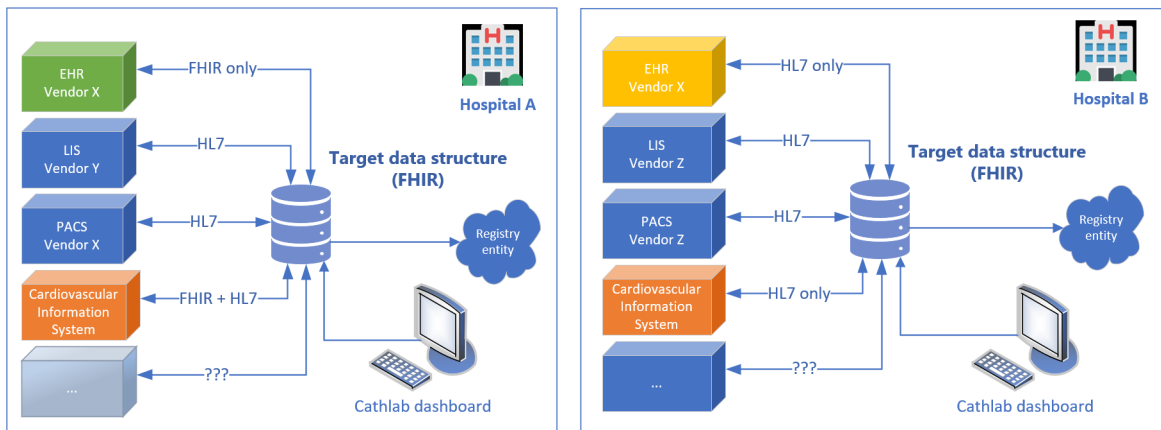 H
Hospital A
EHR
Vendor X
FHIR only
LIS
Vendor Y
HL7
Target data structure
(FHIR)
PACS
Vendor X
HL7
Registry
entity
Cardiovascular
Information
System
FHIR + HL7
...
???
Cathlab dashboard
H
Hospital B
EHR
Vendor X
HL7 only
LIS
Vendor Z
HL7
Target data structure
(FHIR)
PACS
Vendor Z
HL7
Registry
entity
Cardiovascular
Information
System
HL7 only
...
???
Cathlab dashboard